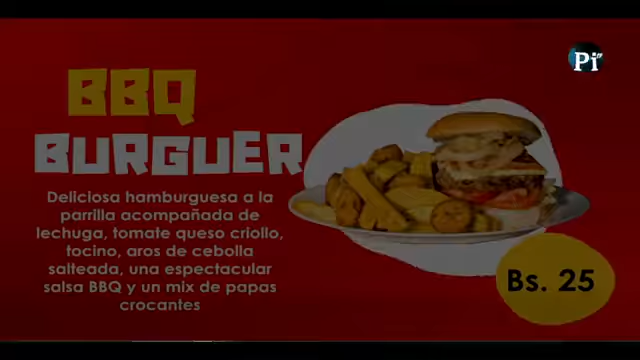 Pi
BBQ
BURGUER
Deliciosa hamburguesa a la
parrilla acompañada de
lechuga, tomate queso criollo,
tocino, aros de cebolla
salteada, una espectacular
salsa BBQ y un mix de papas
crocantes
Bs. 25